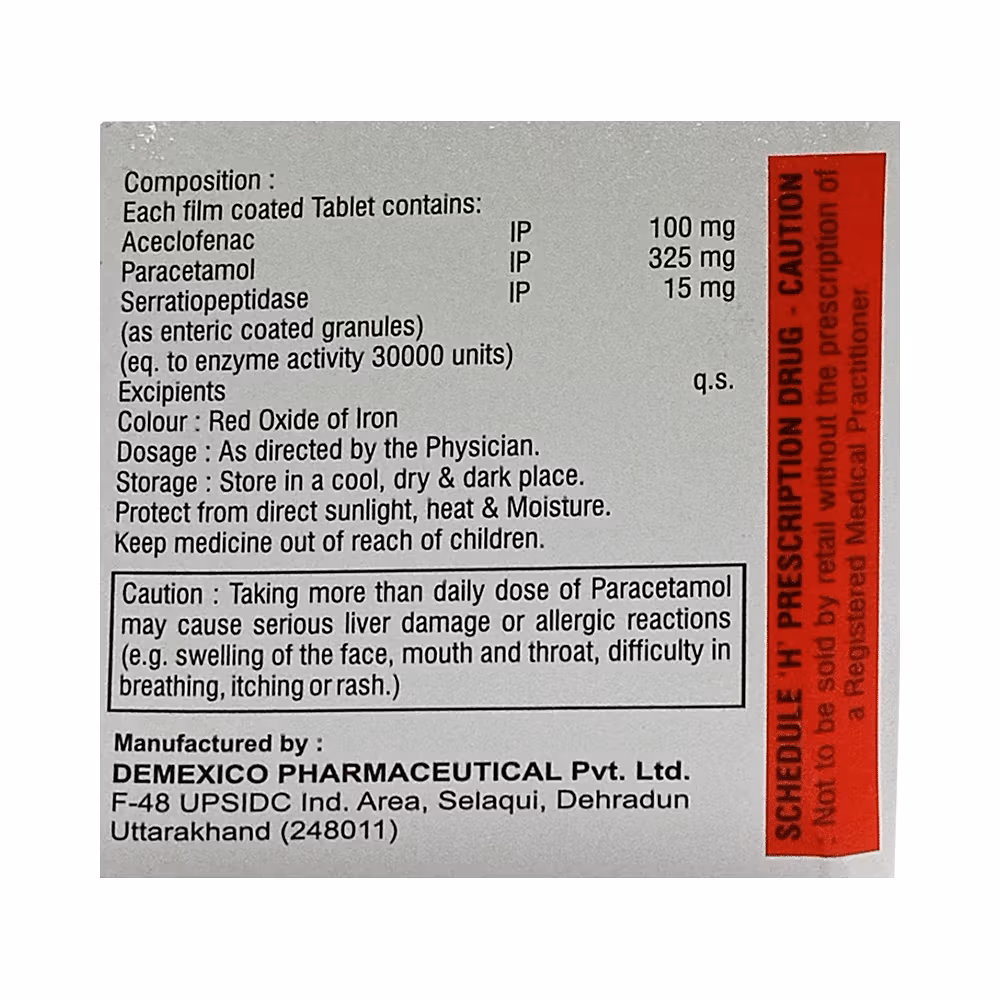 Composition :
Each film coated Tablet contains:
Aceclofenac IP 100 mg
Paracetamol IP 325 mg
Serratiopeptidase IP 15 mg
(as enteric coated granules)
(eq. to enzyme activity 30000 units)
Excipients q.s.
Colour : Red Oxide of Iron
Dosage : As directed by the Physician.
Storage : Store in a cool, dry & dark place.
Protect from direct sunlight, heat & Moisture.
Keep medicine out of reach of children.
Caution : Taking more than daily dose of Paracetamol
may cause serious liver damage or allergic reactions
(e.g. swelling of the face, mouth and throat, difficulty in
breathing, itching or rash.)
Manufactured by :
DEMEXICO PHARMACEUTICAL Pvt. Ltd.
F-48 UPSIDC Ind. Area, Selaqui, Dehradun
Uttarakhand (248011)
SCHEDULE 'H' PRESCRIPTION DRUG - CAUTION
Not to be sold by retail without the prescription of
a Registered Medical Practitioner